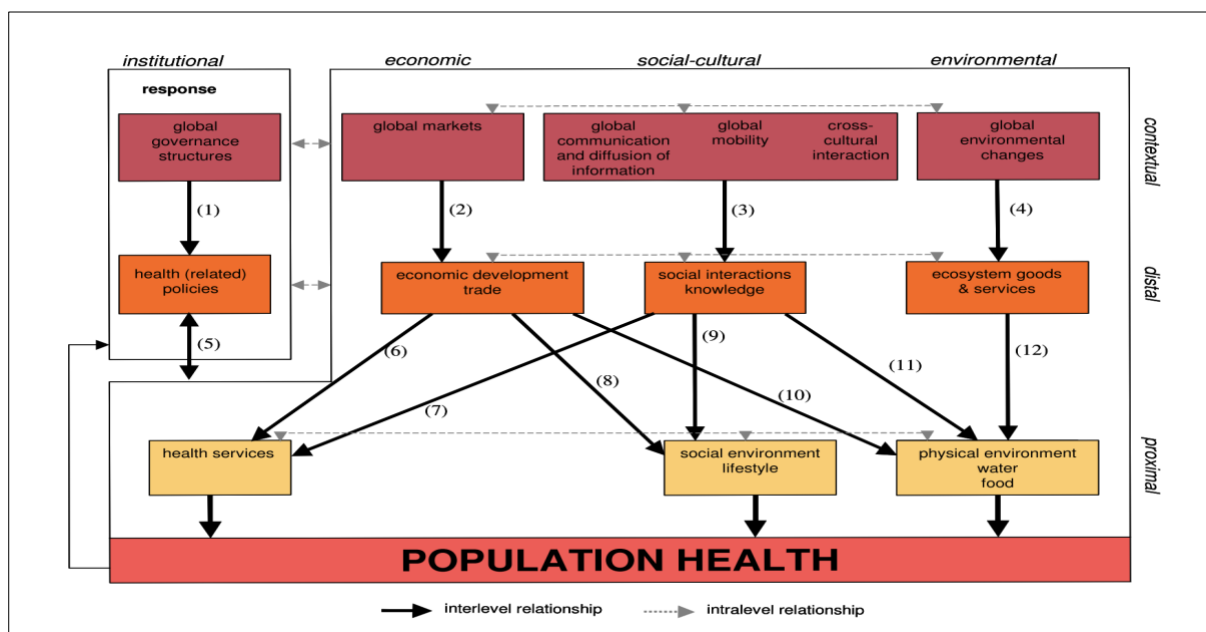 institutional
economic
social-cultural
environmental
response
global
governance
structures
global markets
global
communication
and diffusion of
information
global
mobility
cross-
cultural
interaction
global
environmental
changes
contextual
(1)
(2)
(3)
(4)
health (related)
policies
economic development
trade
social interactions
knowledge
ecosystem goods
& services
distal
(5)
(6)
(7)
(8)
(9)
(10)
(11)
(12)
health services
social environment
lifestyle
physical environment
water
food
proximal
POPULATION HEALTH
interlevel relationship
intralevel relationship